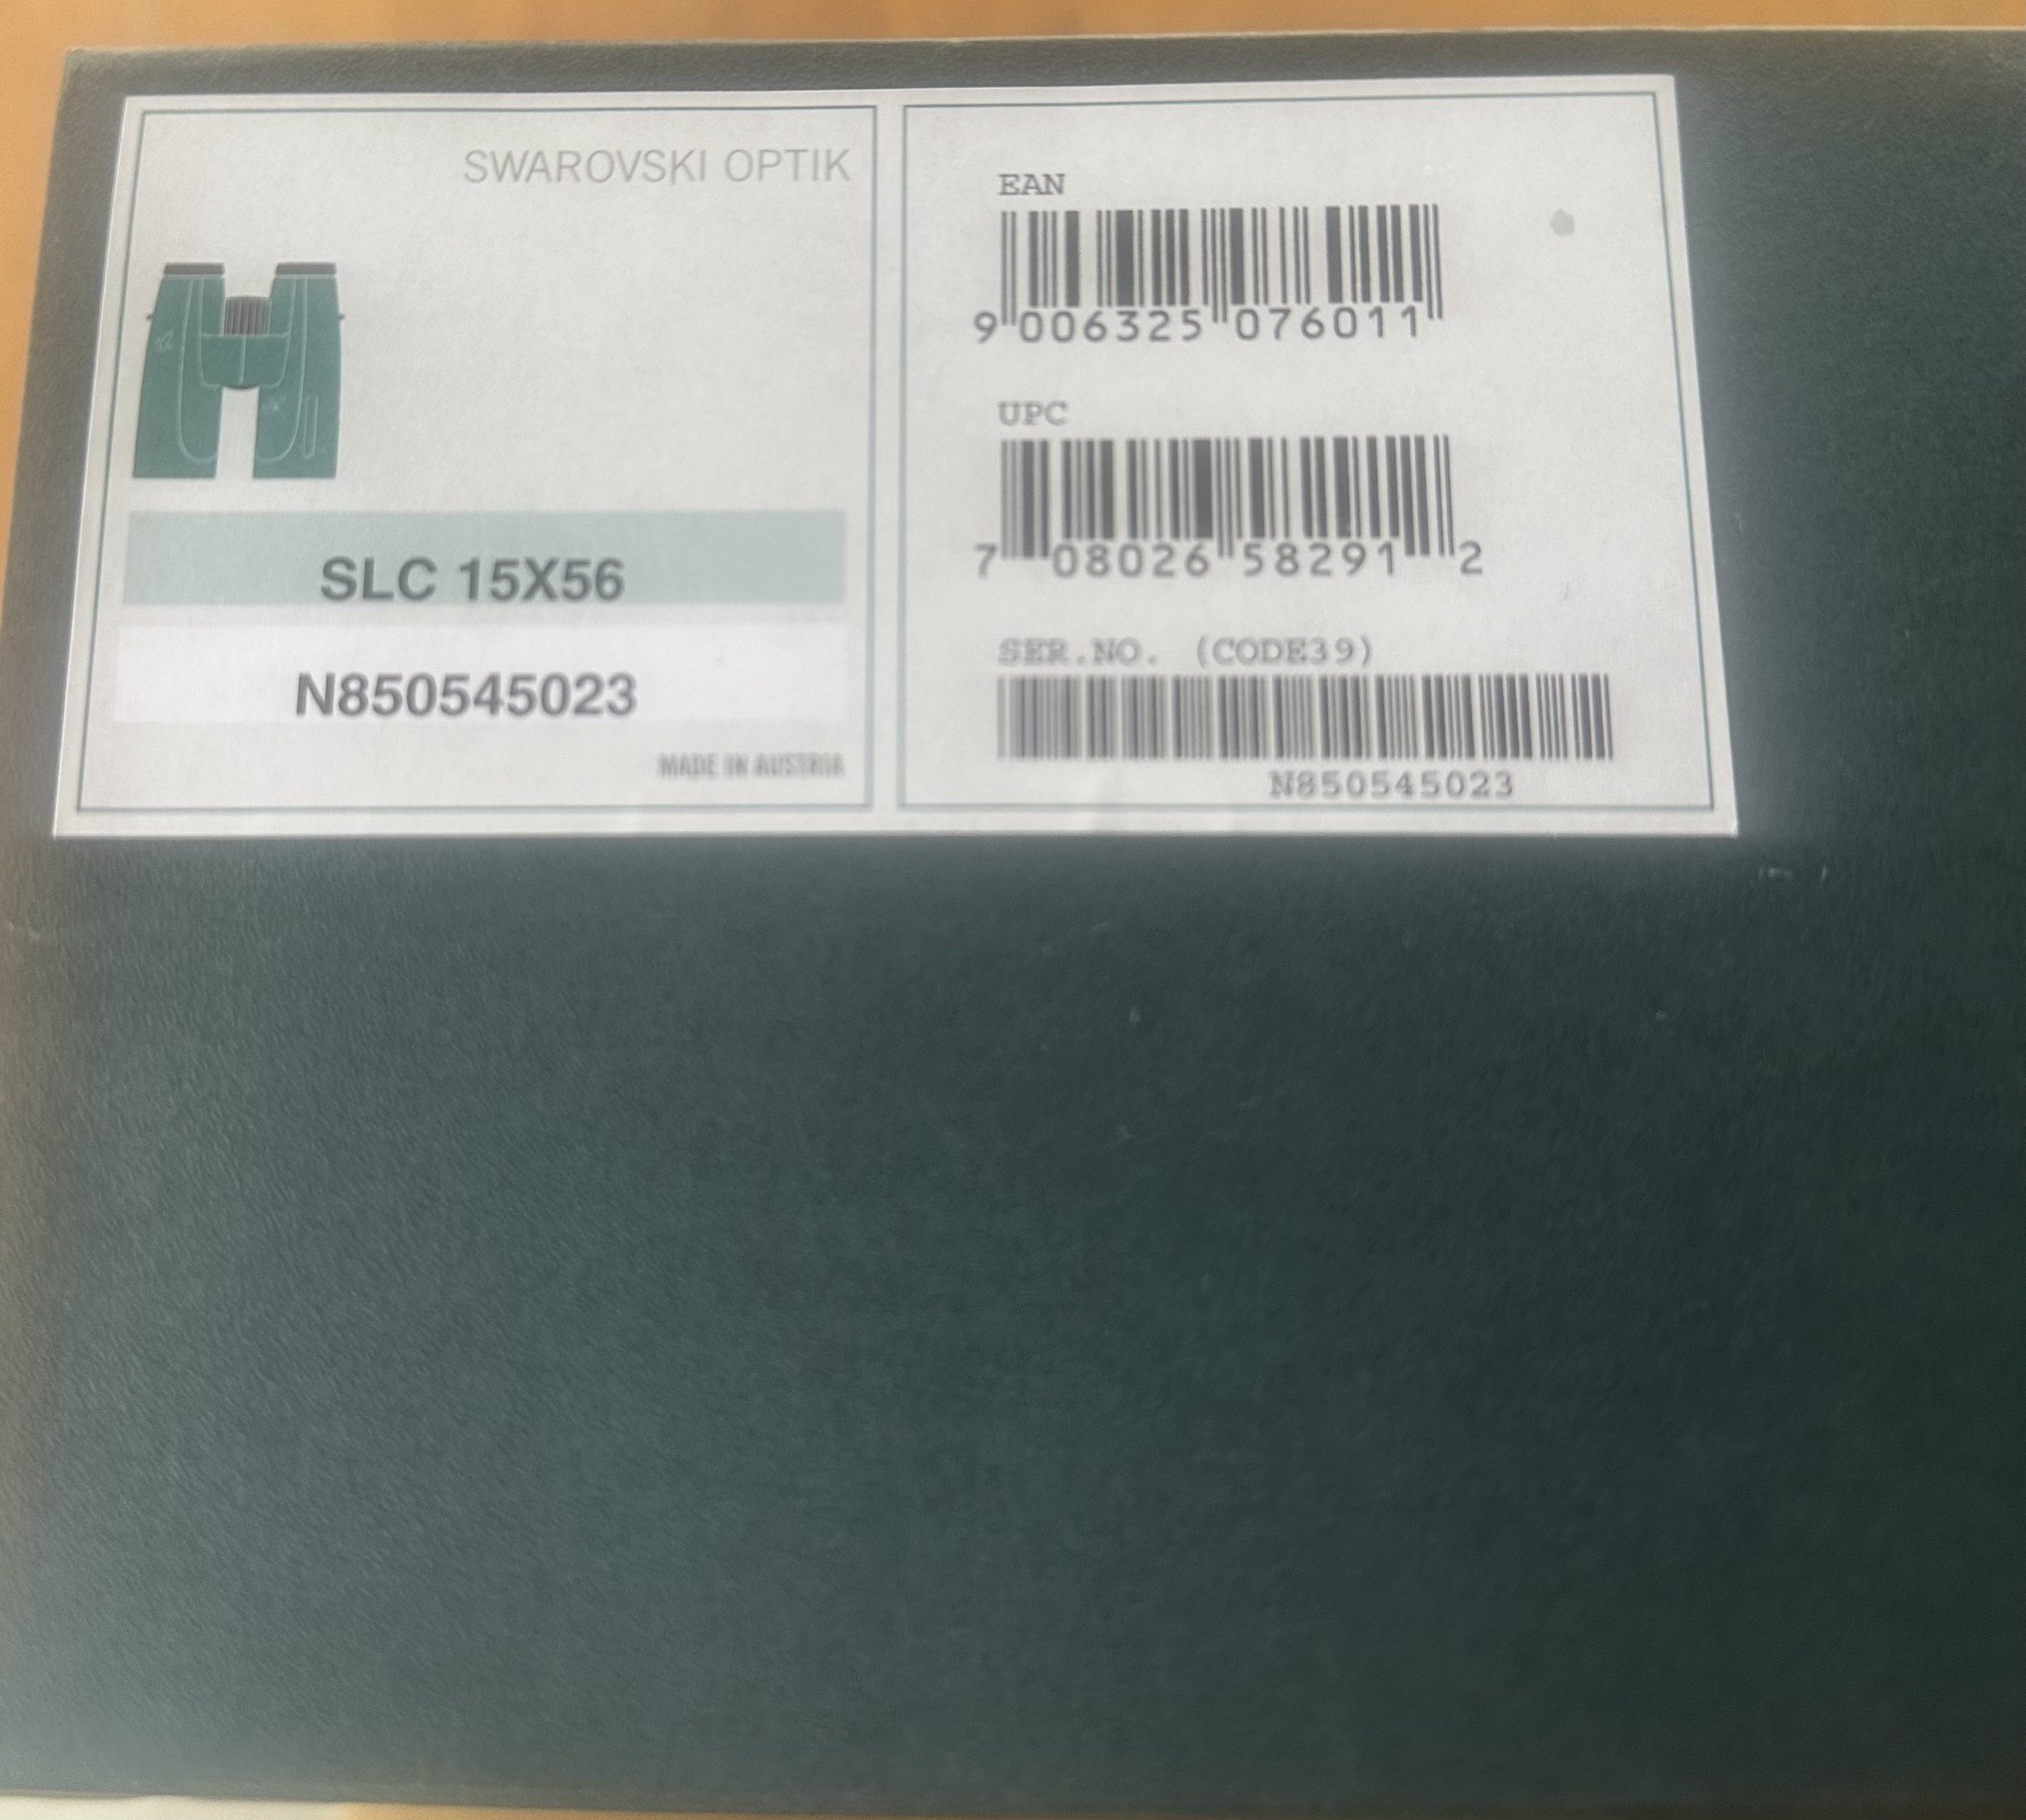 SWAROVSKI OPTIK
SLC 15X56
N850545023
MADE IN AUSTRIA
EAN
9 006325 076011
UPC
7 08026 58291 2
SER.NO. (CODE39)
N850545023